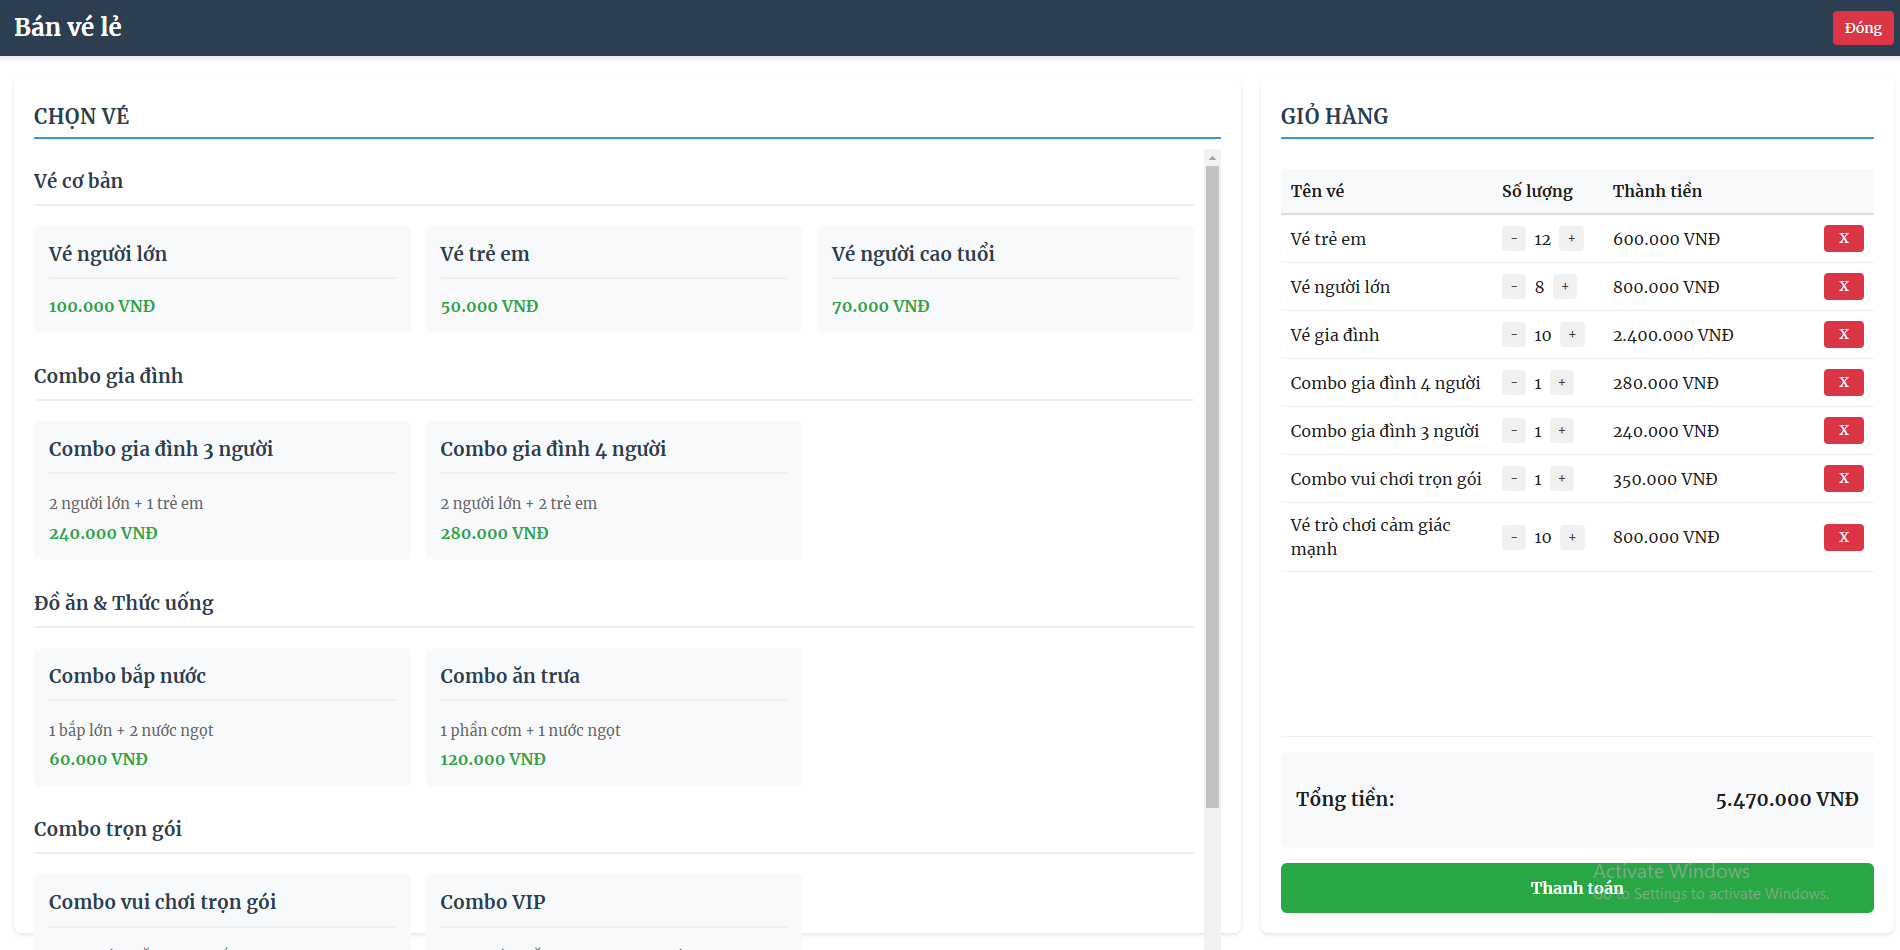 Bán vé lẻ
Đóng
CHỌN VÉ
Vé cơ bản
Vé người lớn
100.000 VNĐ
Vé trẻ em
50.000 VNĐ
Vé người cao tuổi
70.000 VNĐ
Combo gia đình
Combo gia đình 3 người
2 người lớn + 1 trẻ em
240.000 VNĐ
Combo gia đình 4 người
2 người lớn + 2 trẻ em
280.000 VNĐ
Đồ ăn & Thức uống
Combo bắp nước
1 bắp lớn + 2 nước ngọt
60.000 VNĐ
Combo ăn trưa
1 phần cơm + 1 nước ngọt
120.000 VNĐ
Combo trọn gói
Combo vui chơi trọn gói
Combo VIP
GIỎ HÀNG
Tên vé Số lượng Thành tiền
Vé trẻ em - 12 + 600.000 VNĐ X
Vé người lớn - 8 + 800.000 VNĐ X
Vé gia đình - 10 + 2.400.000 VNĐ X
Combo gia đình 4 người - 1 + 280.000 VNĐ X
Combo gia đình 3 người - 1 + 240.000 VNĐ X
Combo vui chơi trọn gói - 1 + 350.000 VNĐ X
Vé trò chơi cảm giác
mạnh - 10 + 800.000 VNĐ X
Tổng tiền: 5.470.000 VNĐ
Thanh toán
Activate Windows
Go to Settings to activate Windows.